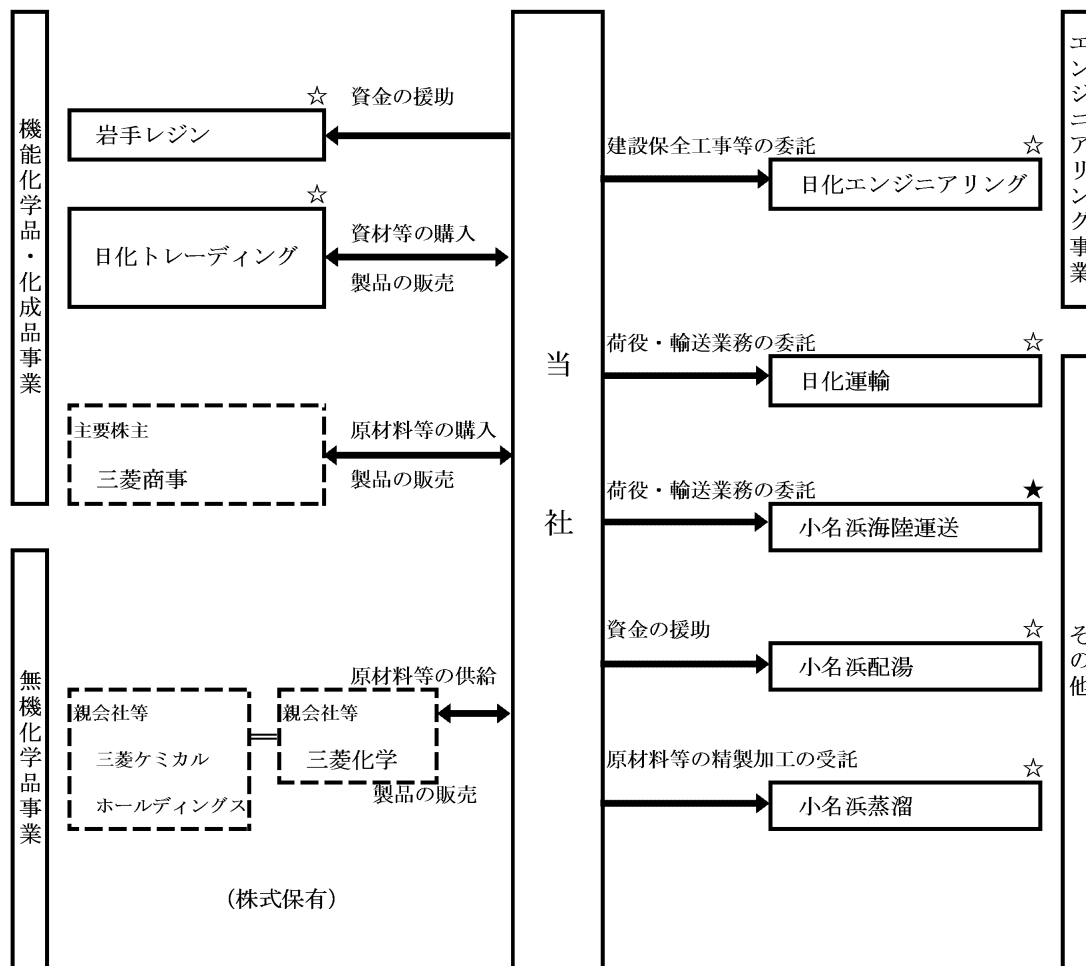 機能化学品・化成品事業
☆
資金の援助
岩手レジン
☆
日化トレーディング
資材等の購入
製品の販売
主要株主
三菱商事
原材料等の購入
製品の販売
無機化学品事業
親会社等
三菱ケミカル
ホールディングス
親会社等
三菱化学
原材料等の供給
製品の販売
(株式保有)
当社
エンジニアリング事業
建設保全工事等の委託
☆
日化エンジニアリング
荷役・輸送業務の委託
☆
日化運輸
荷役・輸送業務の委託
★
小名浜海陸運送
資金の援助
☆
小名浜配湯
原材料等の精製加工の受託
☆
小名浜蒸溜
その他